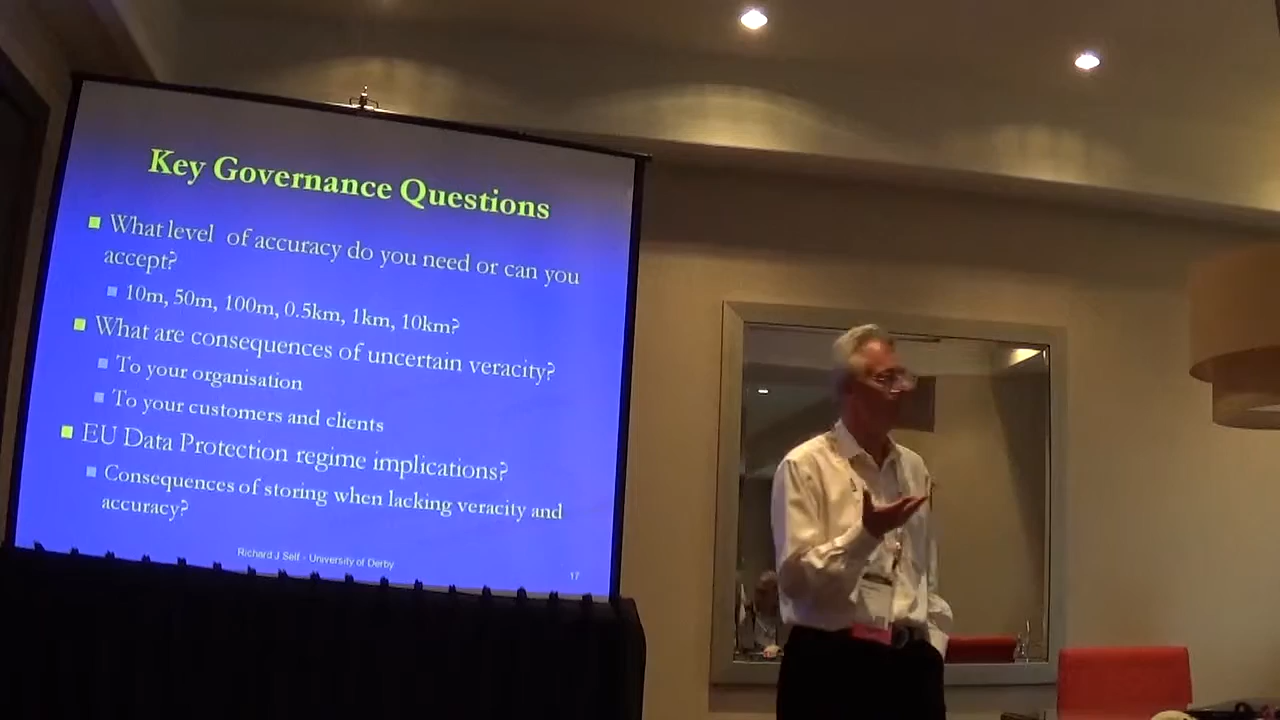 Key Governance Questions
What level of accuracy do you need or can you
accept?
10m, 50m, 100m, 0.5km, 1km, 10km?
What are consequences of uncertain veracity?
To your organisation
To your customers and clients
EU Data Protection regime implications?
Consequences of storing when lacking veracity and
accuracy?
Richard J Self - University of Derby
17